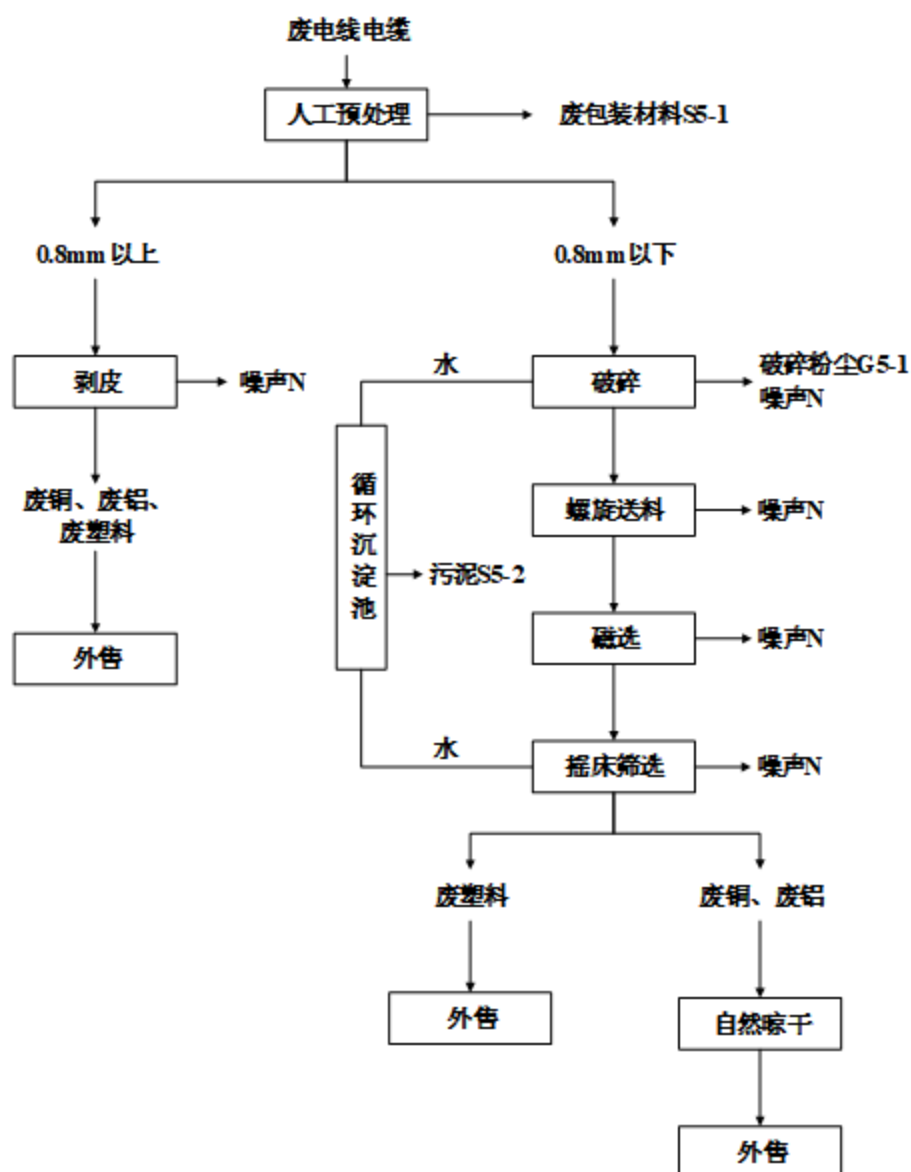 废电线电缆
人工预处理
废包装材料S5-1
0.8mm 以上
0.8mm 以下
剥皮
噪声N
水
破碎
破碎粉尘G5-1
噪声N
废铜、废铝、
废塑料
循
环
沉
淀
池
螺旋送料
噪声N
污泥S5-2
外售
磁选
噪声N
水
摇床筛选
噪声N
废塑料
废铜、废铝
外售
自然晾干
外售